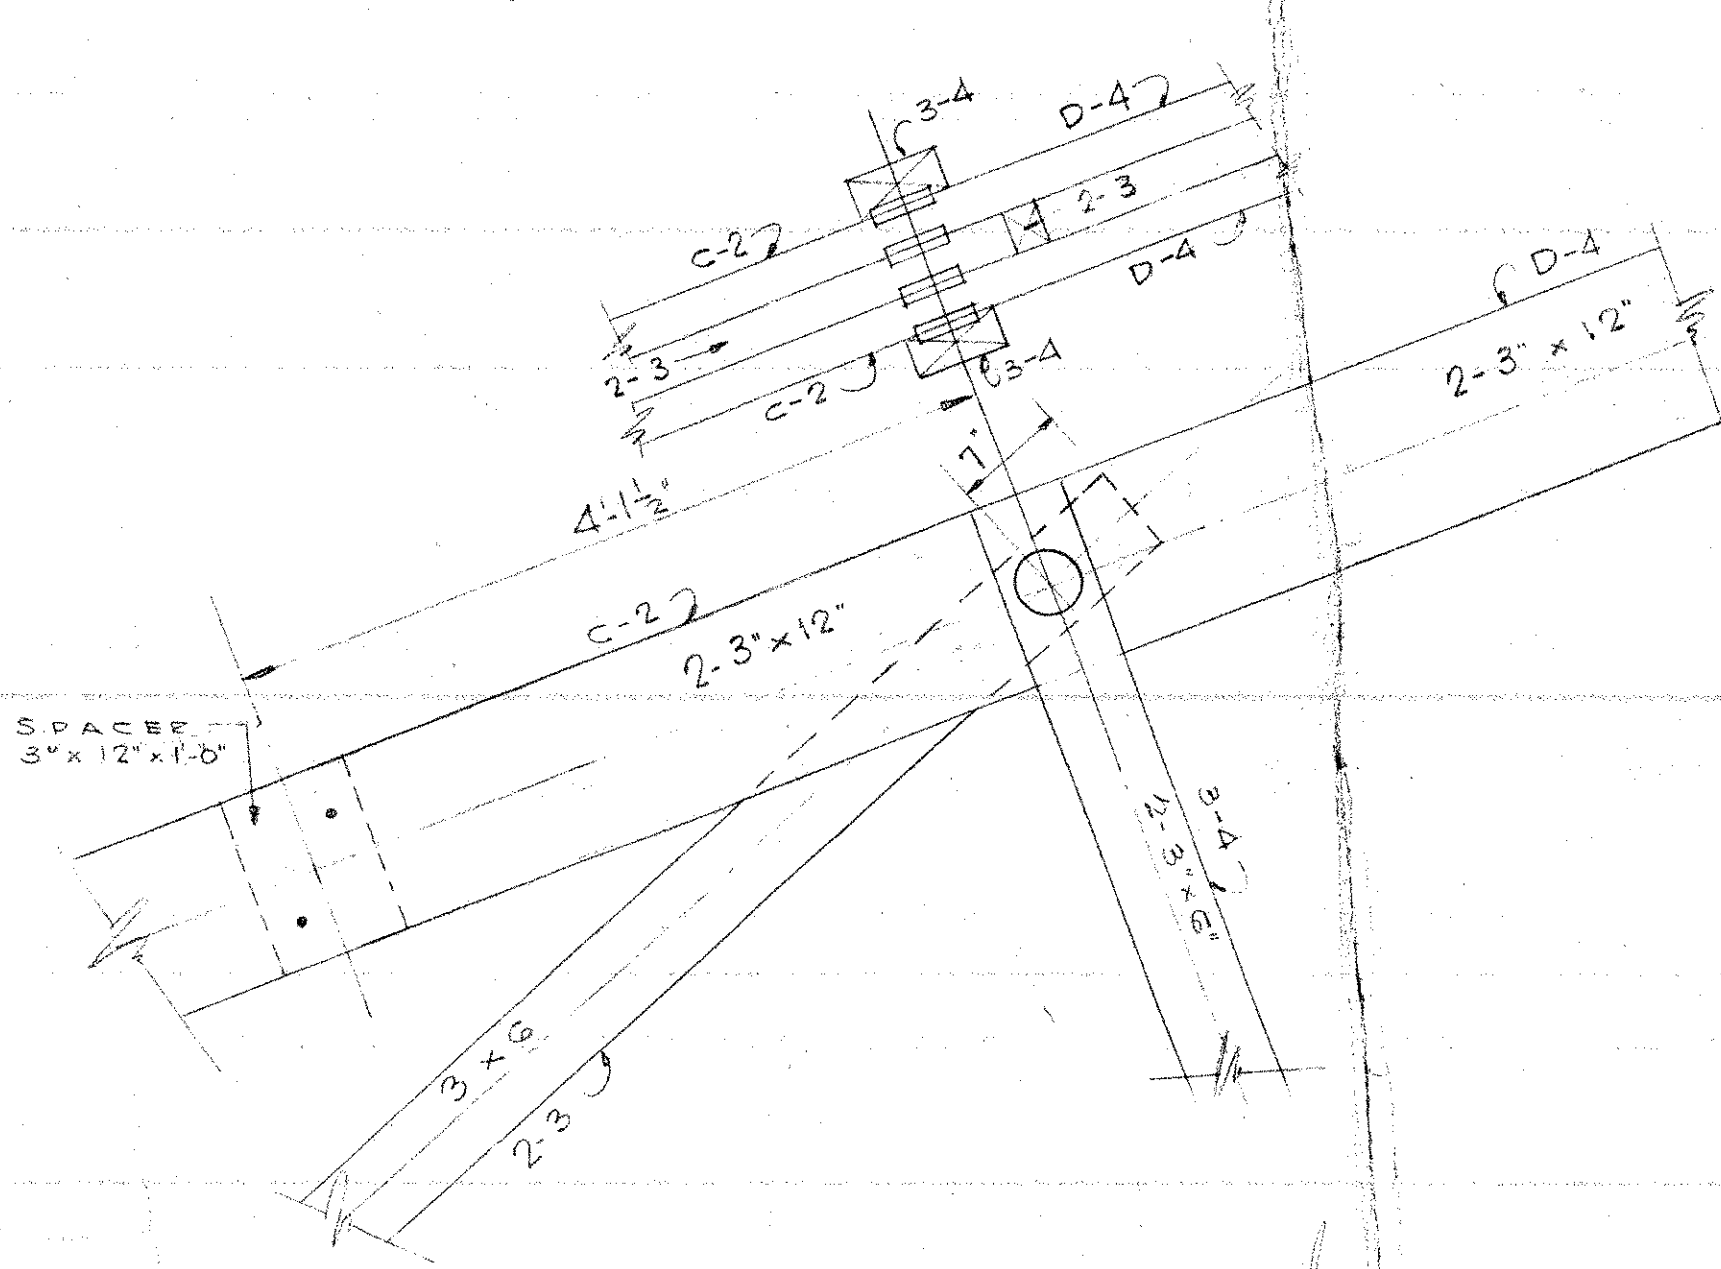 3-4
D-4
C-2
2-3
D-4
D-4
2-3" x 12"
2-3
C-2
3-4
7"
4'-1½"
C-2
2-3" x 12"
SPACER
3" x 12" x 1'-0"
3-4
2-3" x 6"
3 x 6
2-3